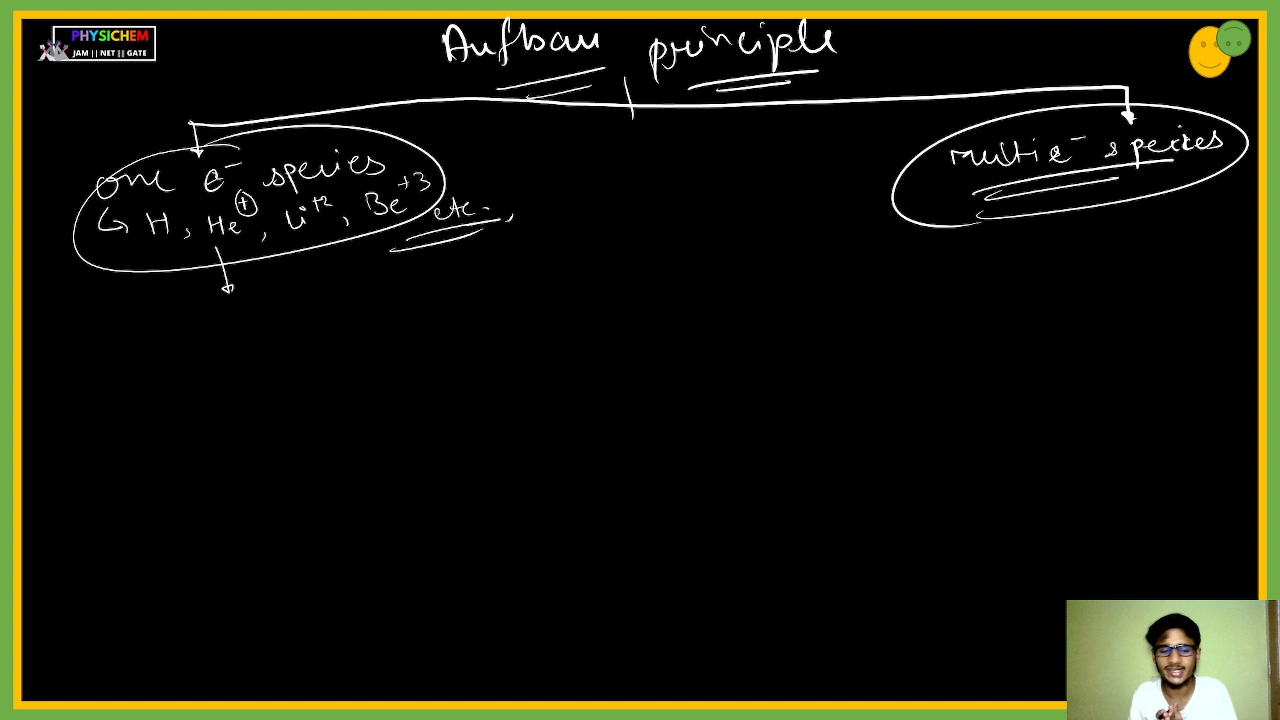 PHYSICHEM
JAM || NET || GATE
Aufbau principle
one e⁻ species
↳ H, He⁺, Li⁺², Be⁺³ etc.,
multi e⁻ species